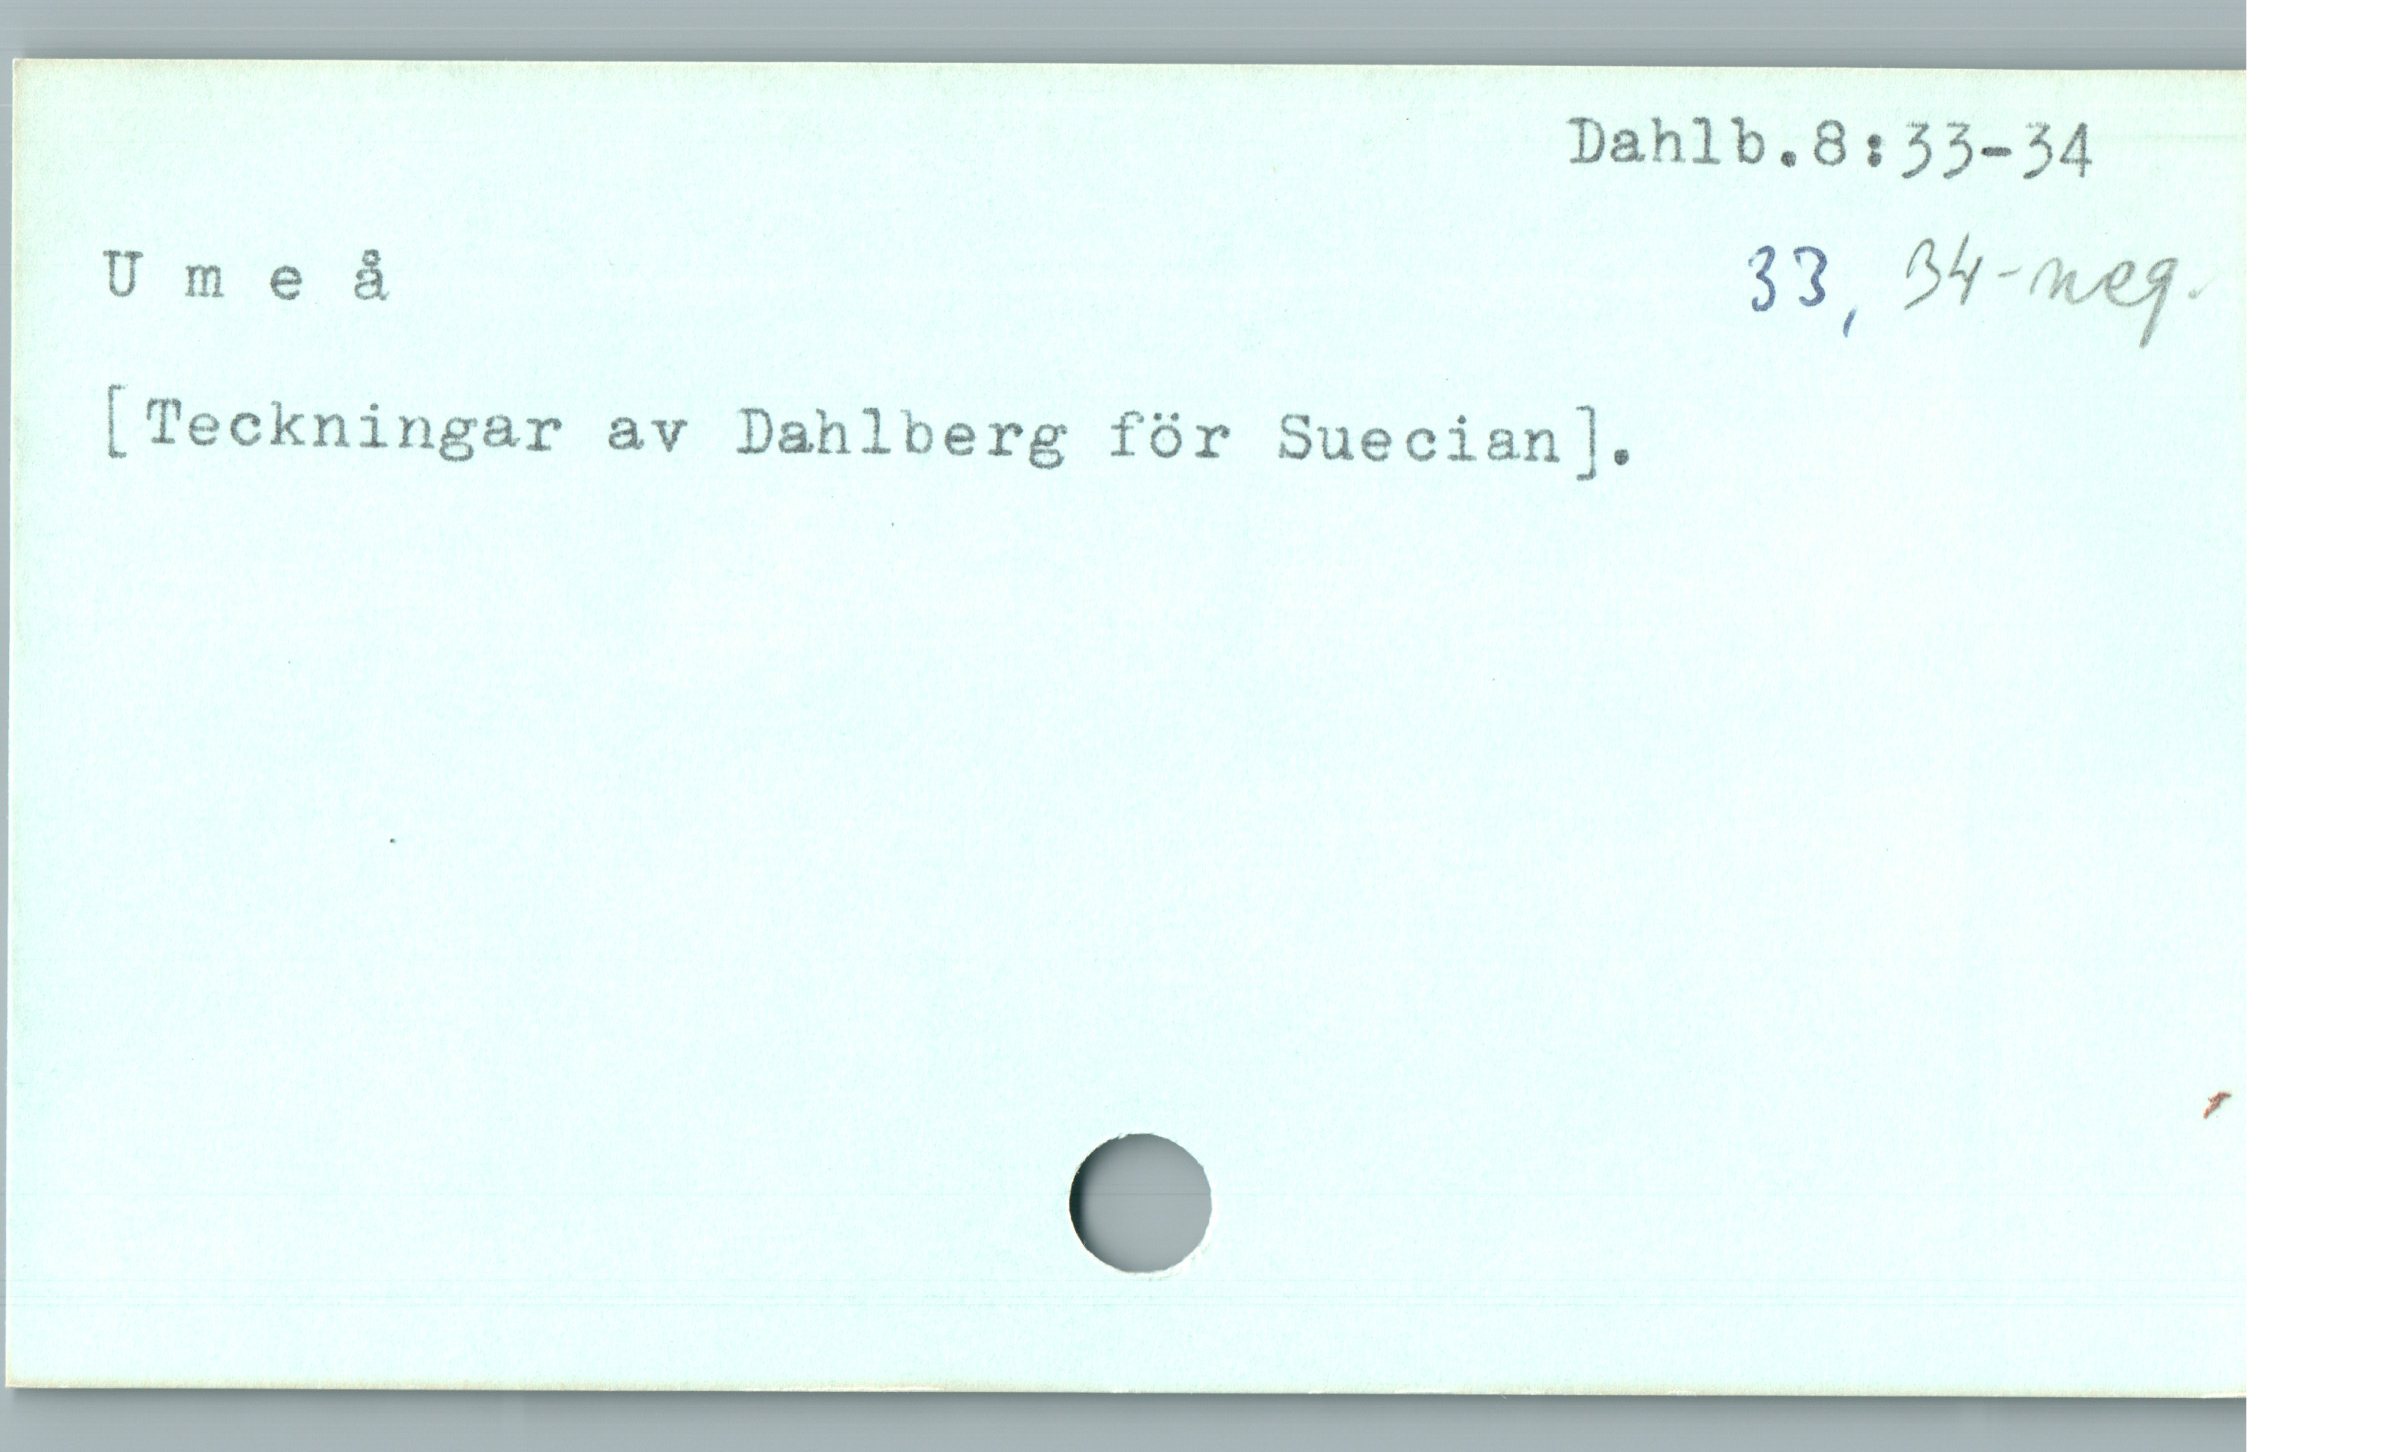 Dahlb.8:33-34
U m e å
33, 34-neg.
[Teckningar av Dahlberg för Suecian].